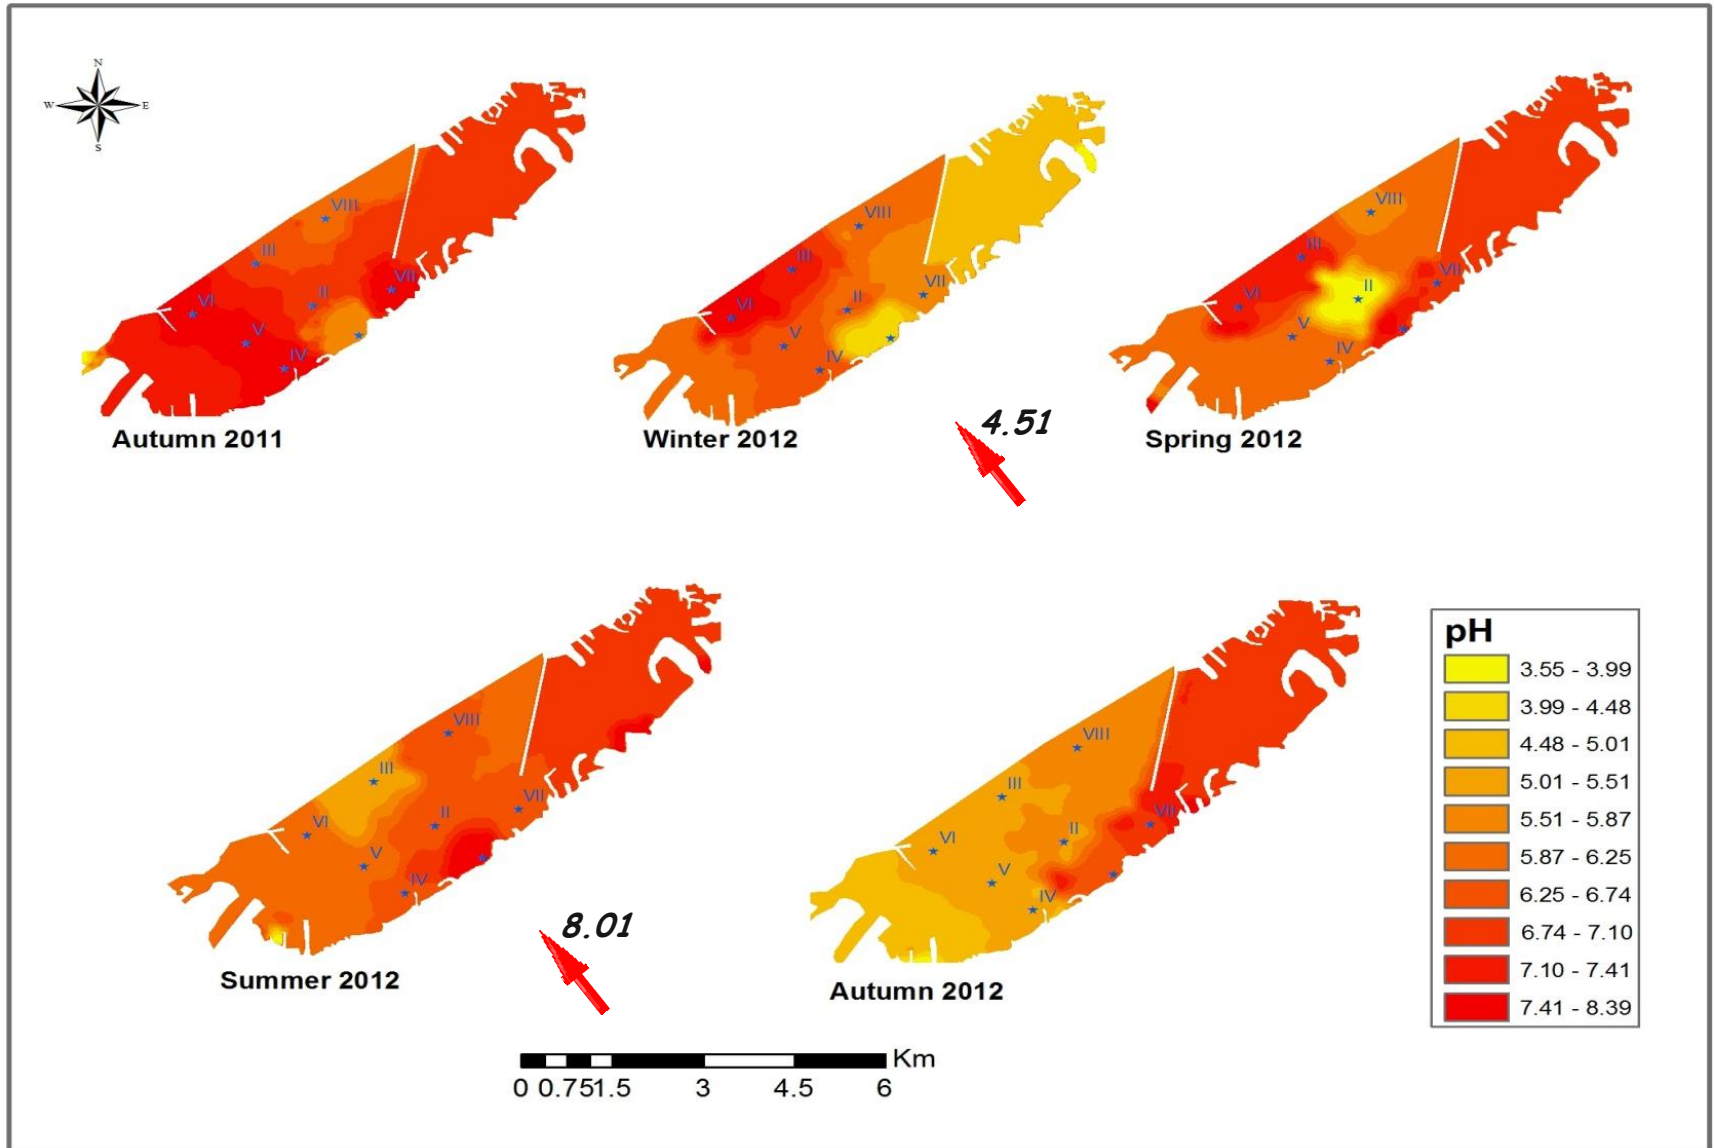 N
W E
S
VIII
III
VII
VI
II
V
IV
Autumn 2011
VIII
III
VII
VI
II
V
IV
Winter 2012
4.51
VIII
III
VII
II
VI
V
IV
Spring 2012
VIII
III
VII
II
VI
V
IV
Summer 2012
8.01
VIII
III
VII
II
VI
V
IV
Autumn 2012
pH
3.55 - 3.99
3.99 - 4.48
4.48 - 5.01
5.01 - 5.51
5.51 - 5.87
5.87 - 6.25
6.25 - 6.74
6.74 - 7.10
7.10 - 7.41
7.41 - 8.39
Km
0 0.751.5 3 4.5 6